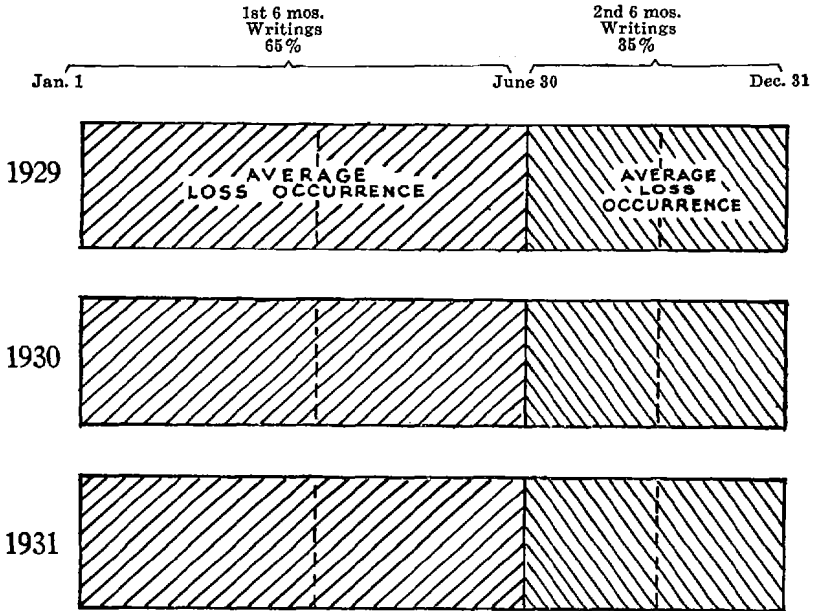 1st 6 mos.
Writings
65%
2nd 6 mos.
Writings
35%
Jan. 1
June 30
Dec. 31
1929
AVERAGE
LOSS OCCURRENCE
AVERAGE
LOSS
OCCURRENCE
1930
1931